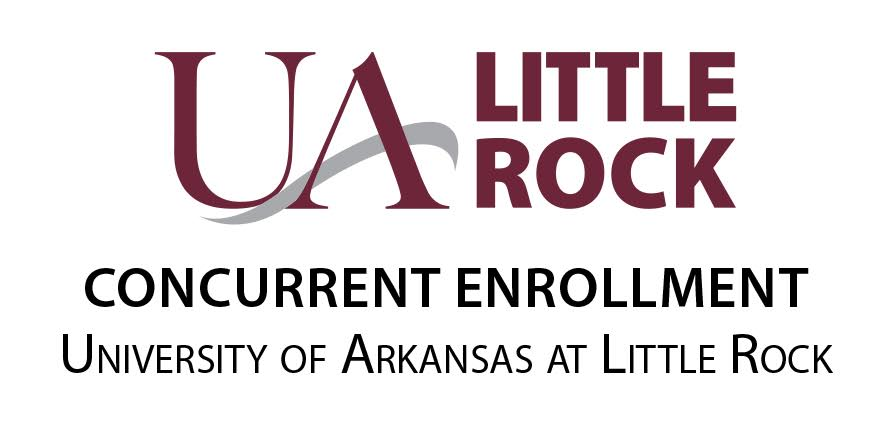 UA LITTLE
ROCK
CONCURRENT ENROLLMENT
UNIVERSITY OF ARKANSAS AT LITTLE ROCK